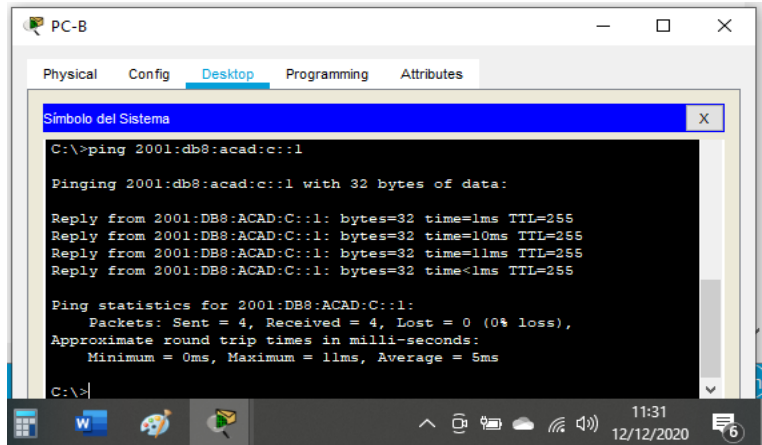 PC-B
Physical Config Desktop Programming Attributes
Símbolo del Sistema X
C:\>ping 2001:db8:acad:c::1
Pinging 2001:db8:acad:c::1 with 32 bytes of data:
Reply from 2001:DB8:ACAD:C::1: bytes=32 time=1ms TTL=255
Reply from 2001:DB8:ACAD:C::1: bytes=32 time=10ms TTL=255
Reply from 2001:DB8:ACAD:C::1: bytes=32 time=11ms TTL=255
Reply from 2001:DB8:ACAD:C::1: bytes=32 time<1ms TTL=255
Ping statistics for 2001:DB8:ACAD:C::1:
Packets: Sent = 4, Received = 4, Lost = 0 (0% loss),
Approximate round trip times in milli-seconds:
Minimum = 0ms, Maximum = 11ms, Average = 5ms
C:\>
W
11:31
12/12/2020
6